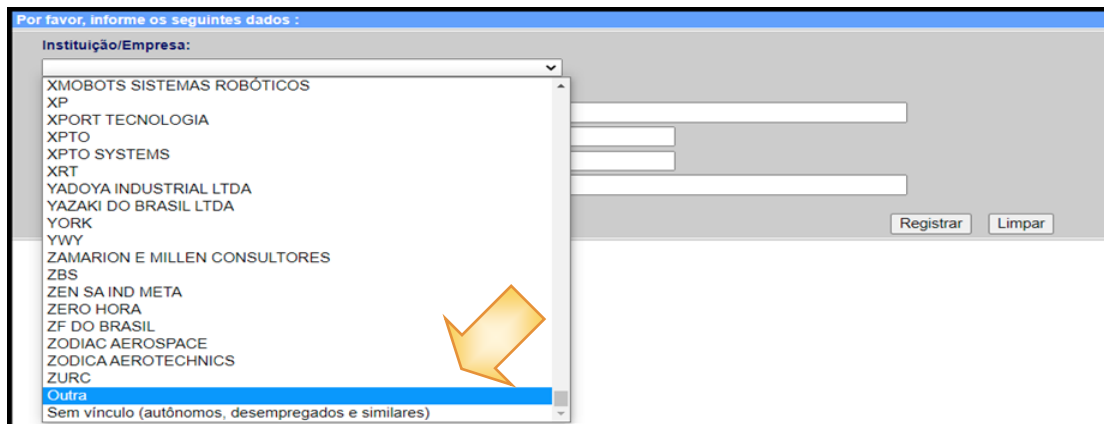 Por favor, informe os seguintes dados :
Instituição/Empresa:
XMOBOTS SISTEMAS ROBÓTICOS
XP
XPORT TECNOLOGIA
XPTO
XPTO SYSTEMS
XRT
YADOYA INDUSTRIAL LTDA
YAZAKI DO BRASIL LTDA
YORK
YWY
Registrar Limpar
ZAMARION E MILLEN CONSULTORES
ZBS
ZEN SA IND META
ZERO HORA
ZF DO BRASIL
ZODIAC AEROSPACE
ZODICA AEROTECHNICS
ZURC
Outra
Sem vínculo (autônomos, desempregados e similares)